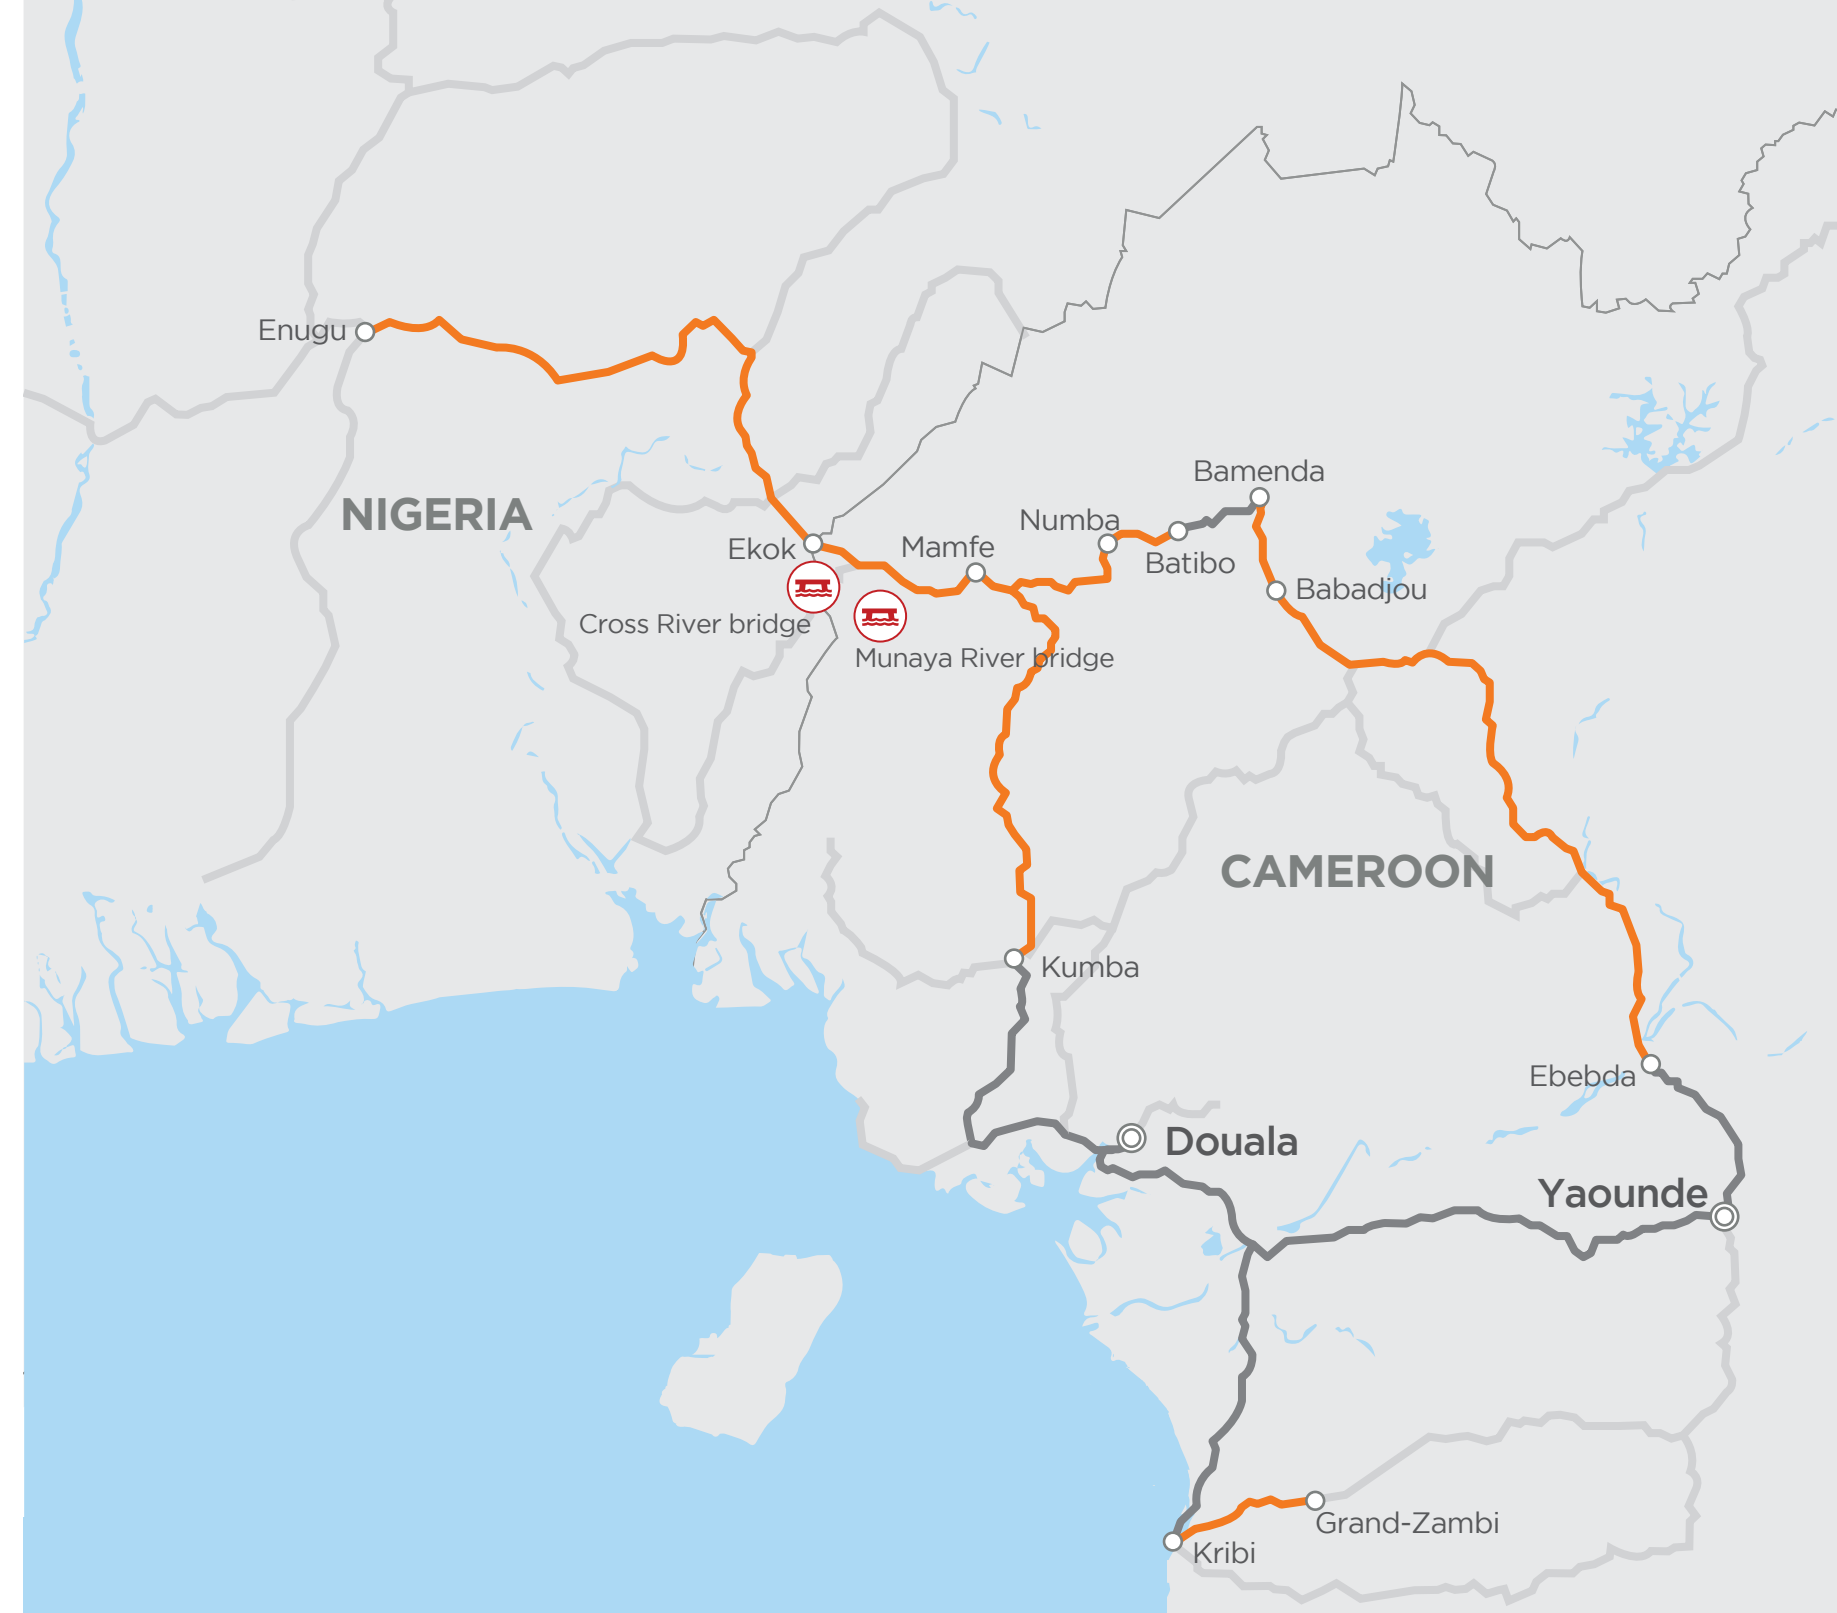 Enugu
Bamenda
NIGERIA
Numba
Ekok
Mamfe
Batibo
Babadjou
Cross River bridge
Munaya River bridge
CAMEROON
Kumba
Ebebda
Douala
Yaounde
Grand-Zambi
Kribi